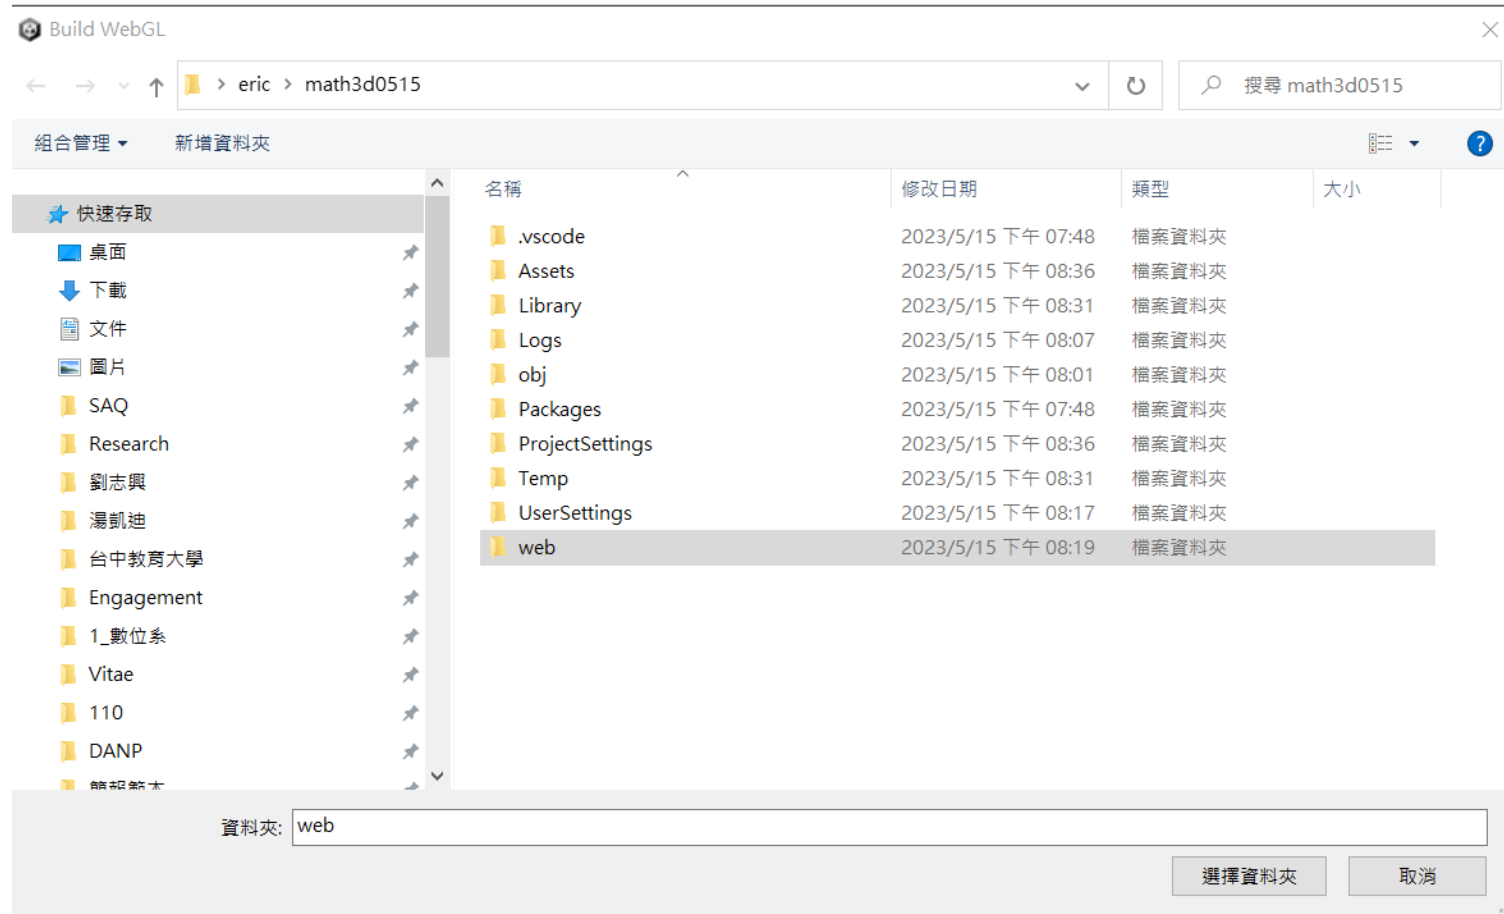 Build WebGL
eric > math3d0515
搜尋 math3d0515
組合管理
新增資料夾
快速存取
桌面
下載
文件
圖片
SAQ
Research
劉志興
湯凱迪
台中教育大學
Engagement
1_數位系
Vitae
110
DANP
簡報範本
名稱 修改日期 類型 大小
.vscode 2023/5/15 下午 07:48 檔案資料夾
Assets 2023/5/15 下午 08:36 檔案資料夾
Library 2023/5/15 下午 08:31 檔案資料夾
Logs 2023/5/15 下午 08:07 檔案資料夾
obj 2023/5/15 下午 08:01 檔案資料夾
Packages 2023/5/15 下午 07:48 檔案資料夾
ProjectSettings 2023/5/15 下午 08:36 檔案資料夾
Temp 2023/5/15 下午 08:31 檔案資料夾
UserSettings 2023/5/15 下午 08:17 檔案資料夾
web 2023/5/15 下午 08:19 檔案資料夾
資料夾: web
選擇資料夾
取消